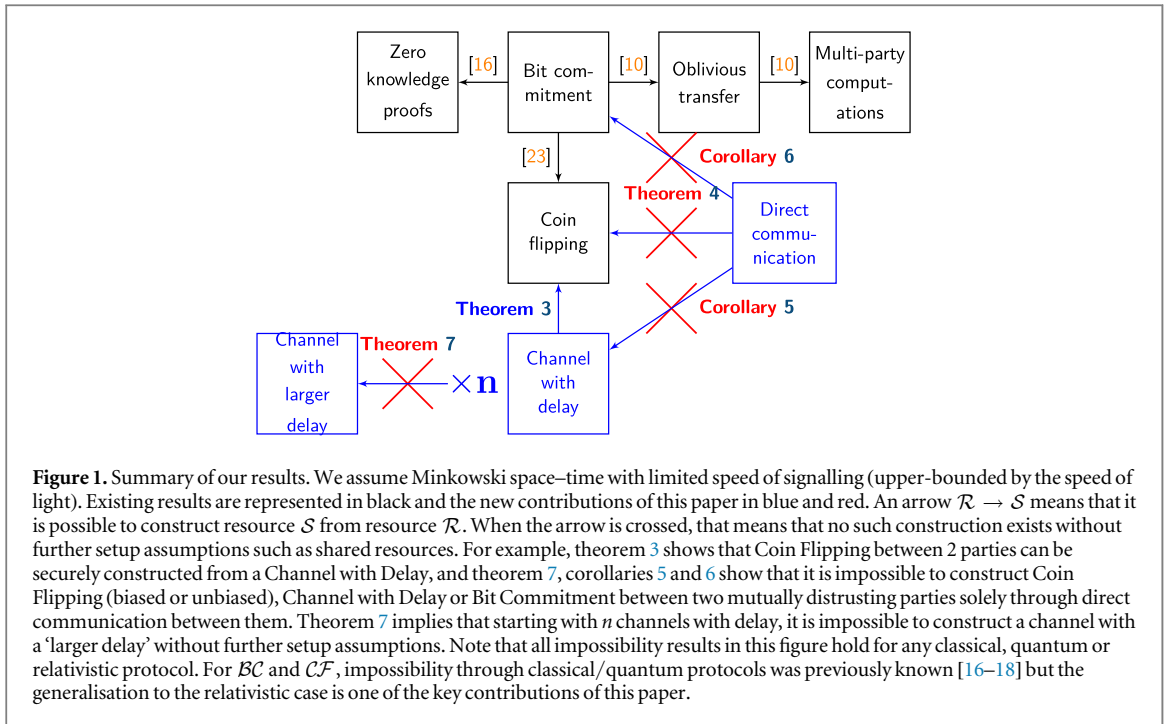 Zero
knowledge
proofs
[16]
Bit com-
mitment
[10]
Oblivious
transfer
[10]
Multi-party
comput-
ations
[23]
Corollary 6
Theorem 4
Coin
flipping
Direct
commu-
nication
Theorem 3
Corollary 5
Channel
with
larger
delay
Theorem 7
×n
Channel
with
delay
Figure 1. Summary of our results. We assume Minkowski space–time with limited speed of signalling (upper-bounded by the speed of
light). Existing results are represented in black and the new contributions of this paper in blue and red. An arrow ℛ → 𝒮 means that it
is possible to construct resource 𝒮 from resource ℛ. When the arrow is crossed, that means that no such construction exists without
further setup assumptions such as shared resources. For example, theorem 3 shows that Coin Flipping between 2 parties can be
securely constructed from a Channel with Delay, and theorem 7, corollaries 5 and 6 show that it is impossible to construct Coin
Flipping (biased or unbiased), Channel with Delay or Bit Commitment between two mutually distrusting parties solely through direct
communication between them. Theorem 7 implies that starting with n channels with delay, it is impossible to construct a channel with
a ‘larger delay’ without further setup assumptions. Note that all impossibility results in this figure hold for any classical, quantum or
relativistic protocol. For ℬ𝒞 and 𝒞ℱ, impossibility through classical/quantum protocols was previously known [16–18] but the
generalisation to the relativistic case is one of the key contributions of this paper.